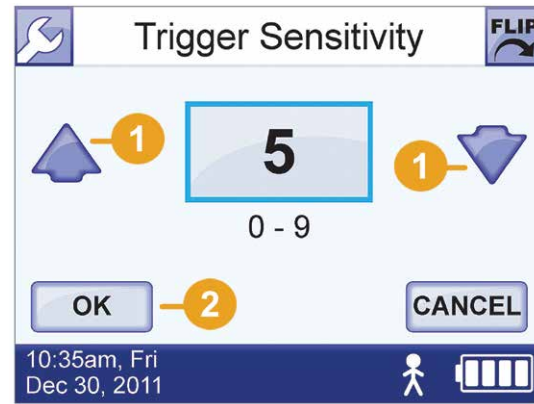 Trigger Sensitivity
FLIP
1
5
1
0 - 9
OK
2
CANCEL
10:35am, Fri
Dec 30, 2011